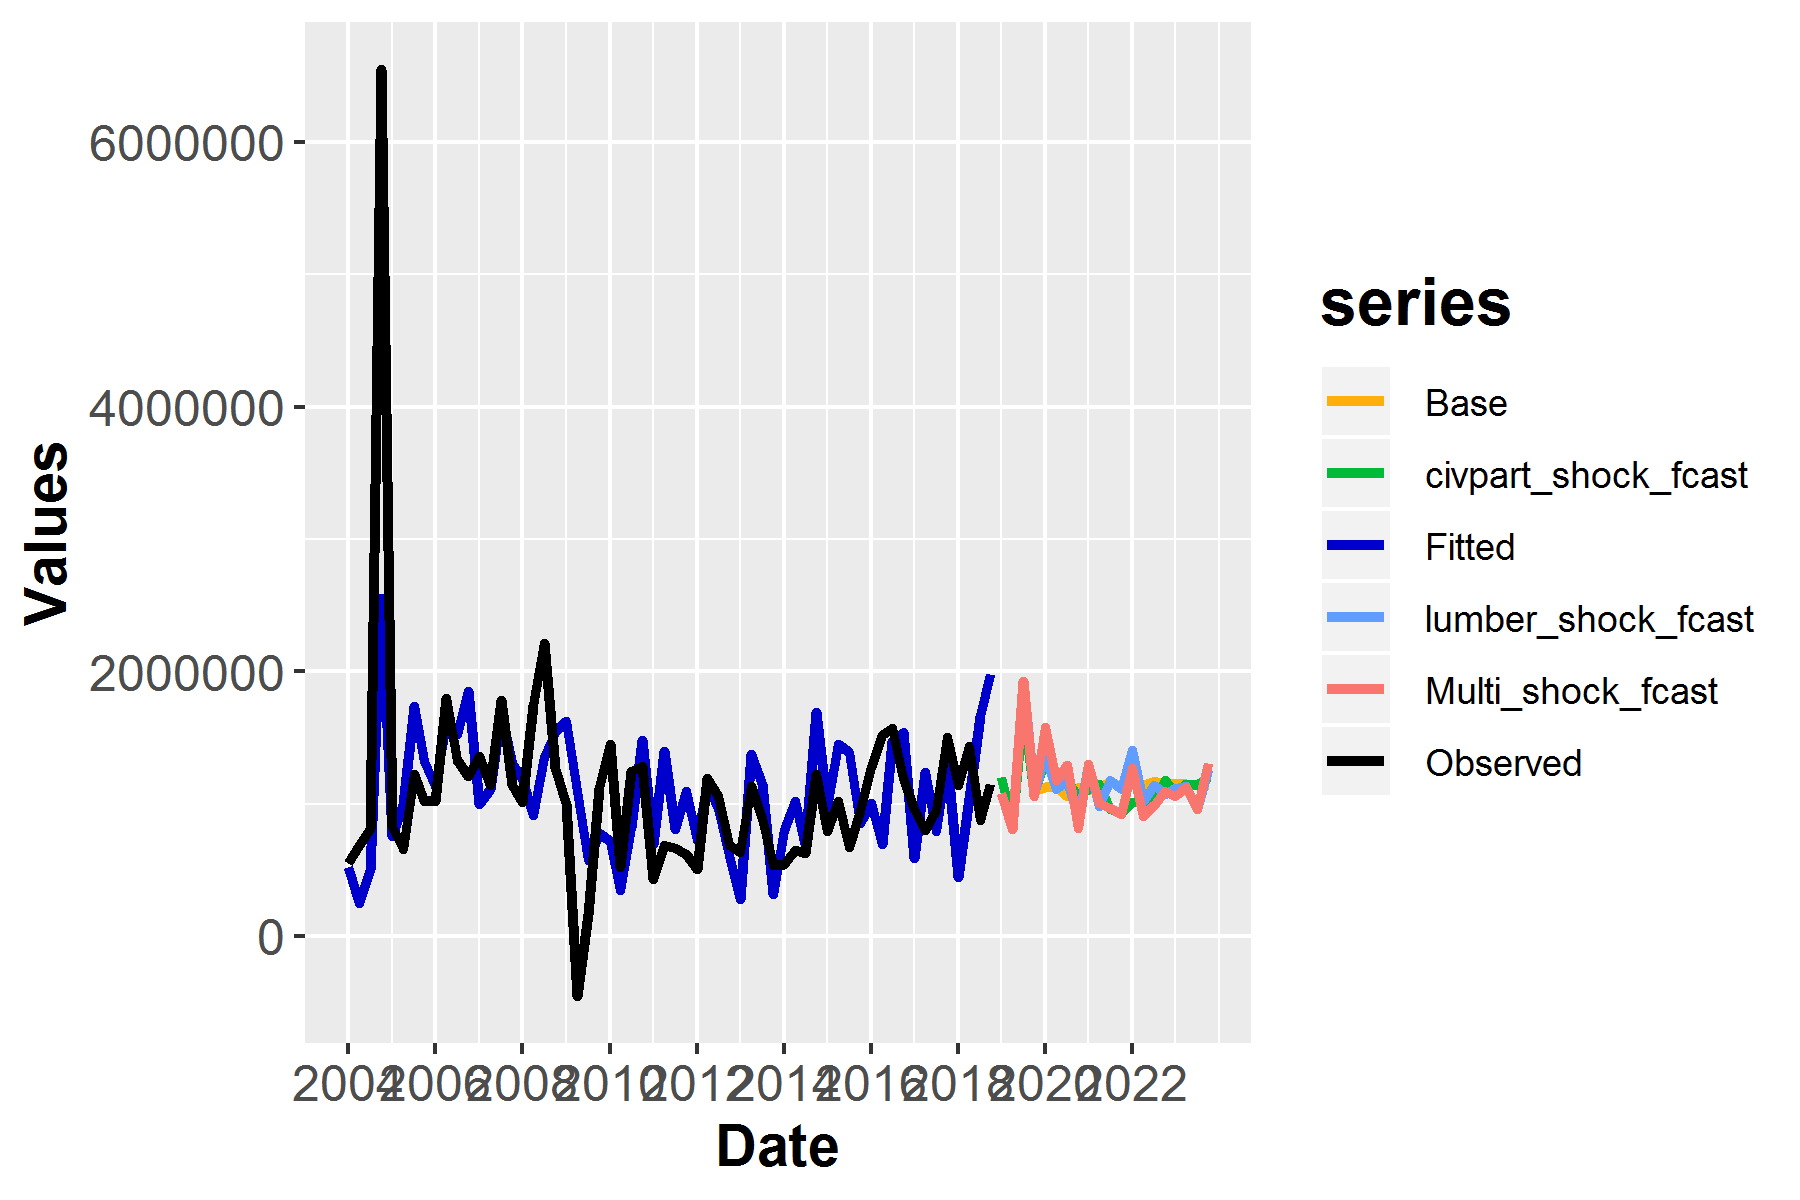 6000000
4000000
2000000
0
Values
2004
2006
2008
2010
2012
2014
2016
2018
2020
2022
Date
series
Base
civpart_shock_fcast
Fitted
lumber_shock_fcast
Multi_shock_fcast
Observed